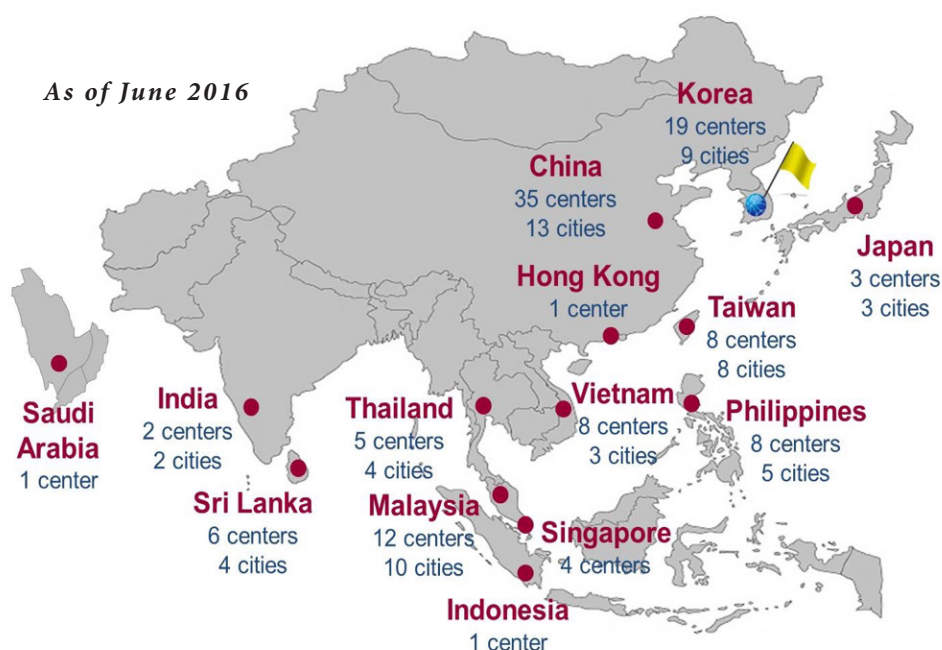 As of June 2016
Korea
19 centers
9 cities
China
35 centers
13 cities
Japan
3 centers
3 cities
Hong Kong
1 center
Taiwan
8 centers
8 cities
Saudi
Arabia
1 center
India
2 centers
2 cities
Thailand
5 centers
4 cities
Vietnam
8 centers
3 cities
Philippines
8 centers
5 cities
Sri Lanka
6 centers
4 cities
Malaysia
12 centers
10 cities
Singapore
4 centers
Indonesia
1 center